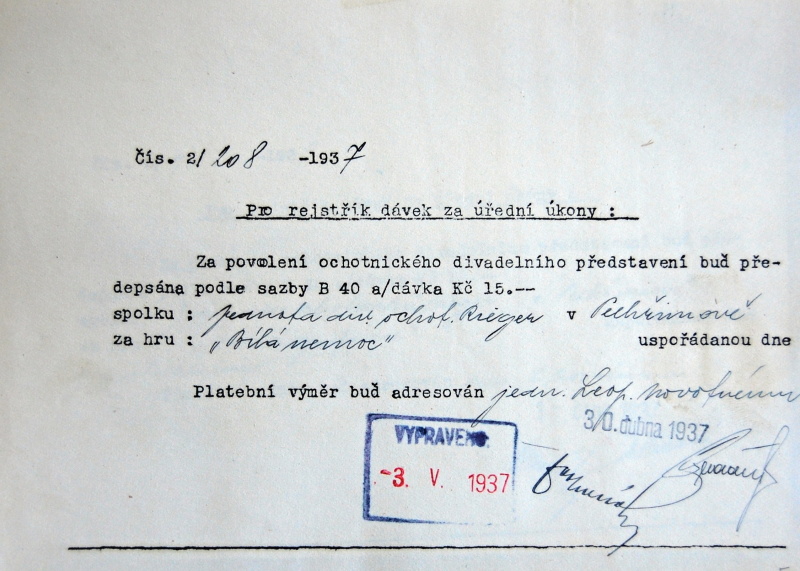 čís. 2/208 -1937
Pro rejstřík dávek za úřední úkony :
Za povolení ochotnického divadelního představení buď pře-
depsána podle sazby B 40 a/dávka Kč 15.--
spolku : jednota div. ochot. Rieger v Pelhřimově
za hru : „Bílá nemoc" uspořádanou dne
Platební výměr buď adresován jedn. Leop. Novotnému
30. dubna 1937
VYPRAVENO
-3. V. 1937